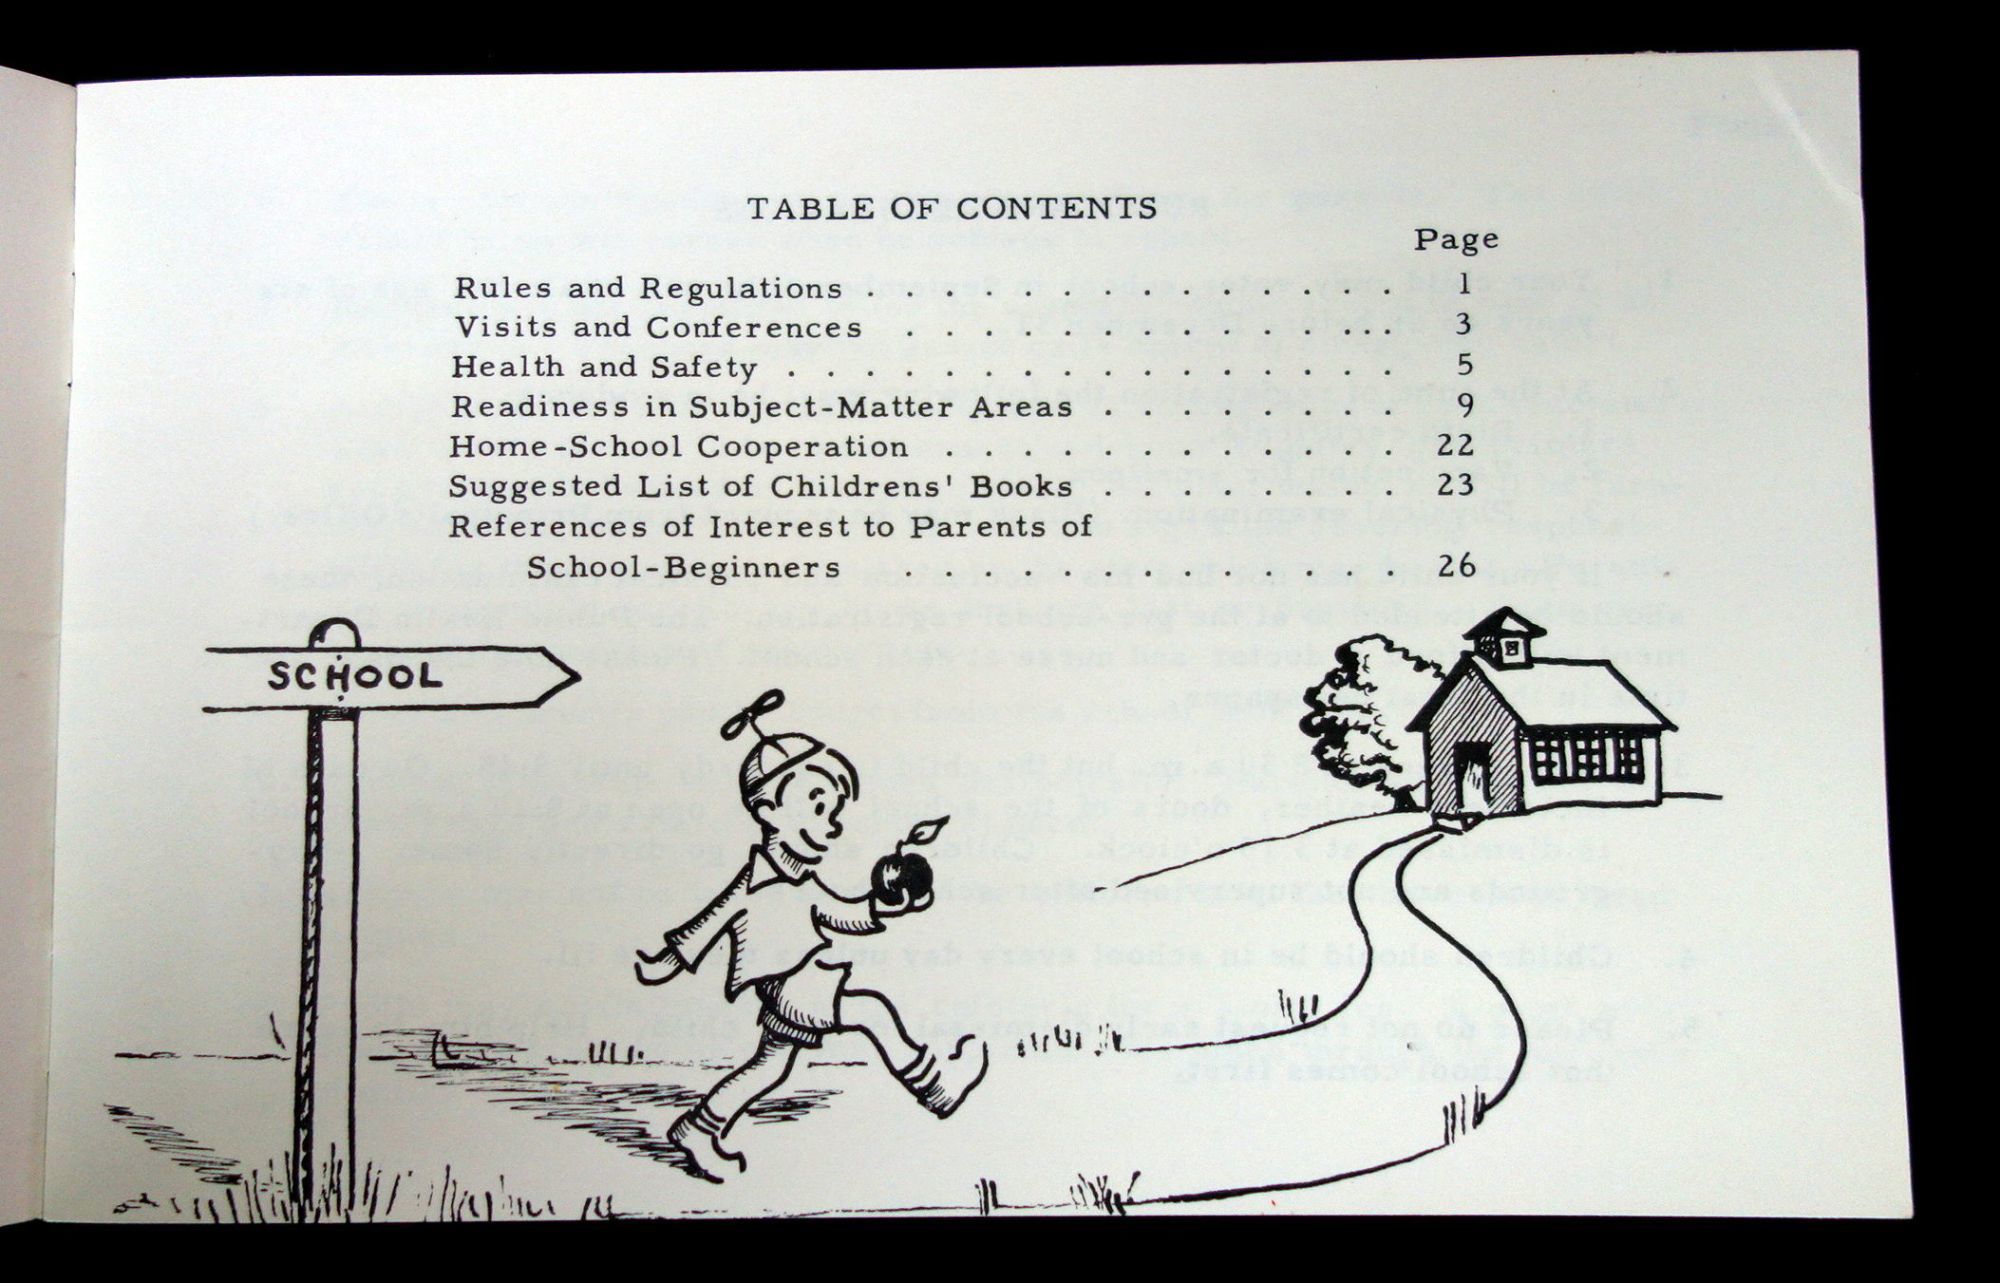 TABLE OF CONTENTS
Page
Rules and Regulations . . . . . . . . . . . . . 1
Visits and Conferences . . . . . . . . . . . . . 3
Health and Safety . . . . . . . . . . . . . . . . 5
Readiness in Subject-Matter Areas . . . . . . . . 9
Home-School Cooperation . . . . . . . . . . . . 22
Suggested List of Childrens' Books . . . . . . . . 23
References of Interest to Parents of
School-Beginners . . . . . . . . . . . . . . 26
SCHOOL